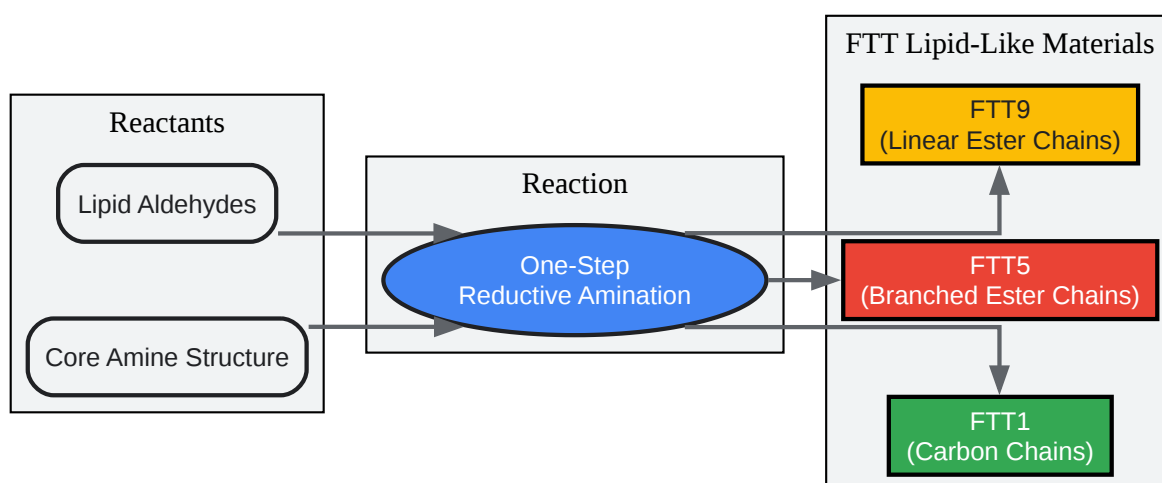 Reactants
Lipid Aldehydes
Core Amine Structure
Reaction
One-Step
Reductive Amination
FTT Lipid-Like Materials
FTT9
(Linear Ester Chains)
FTT5
(Branched Ester Chains)
FTT1
(Carbon Chains)